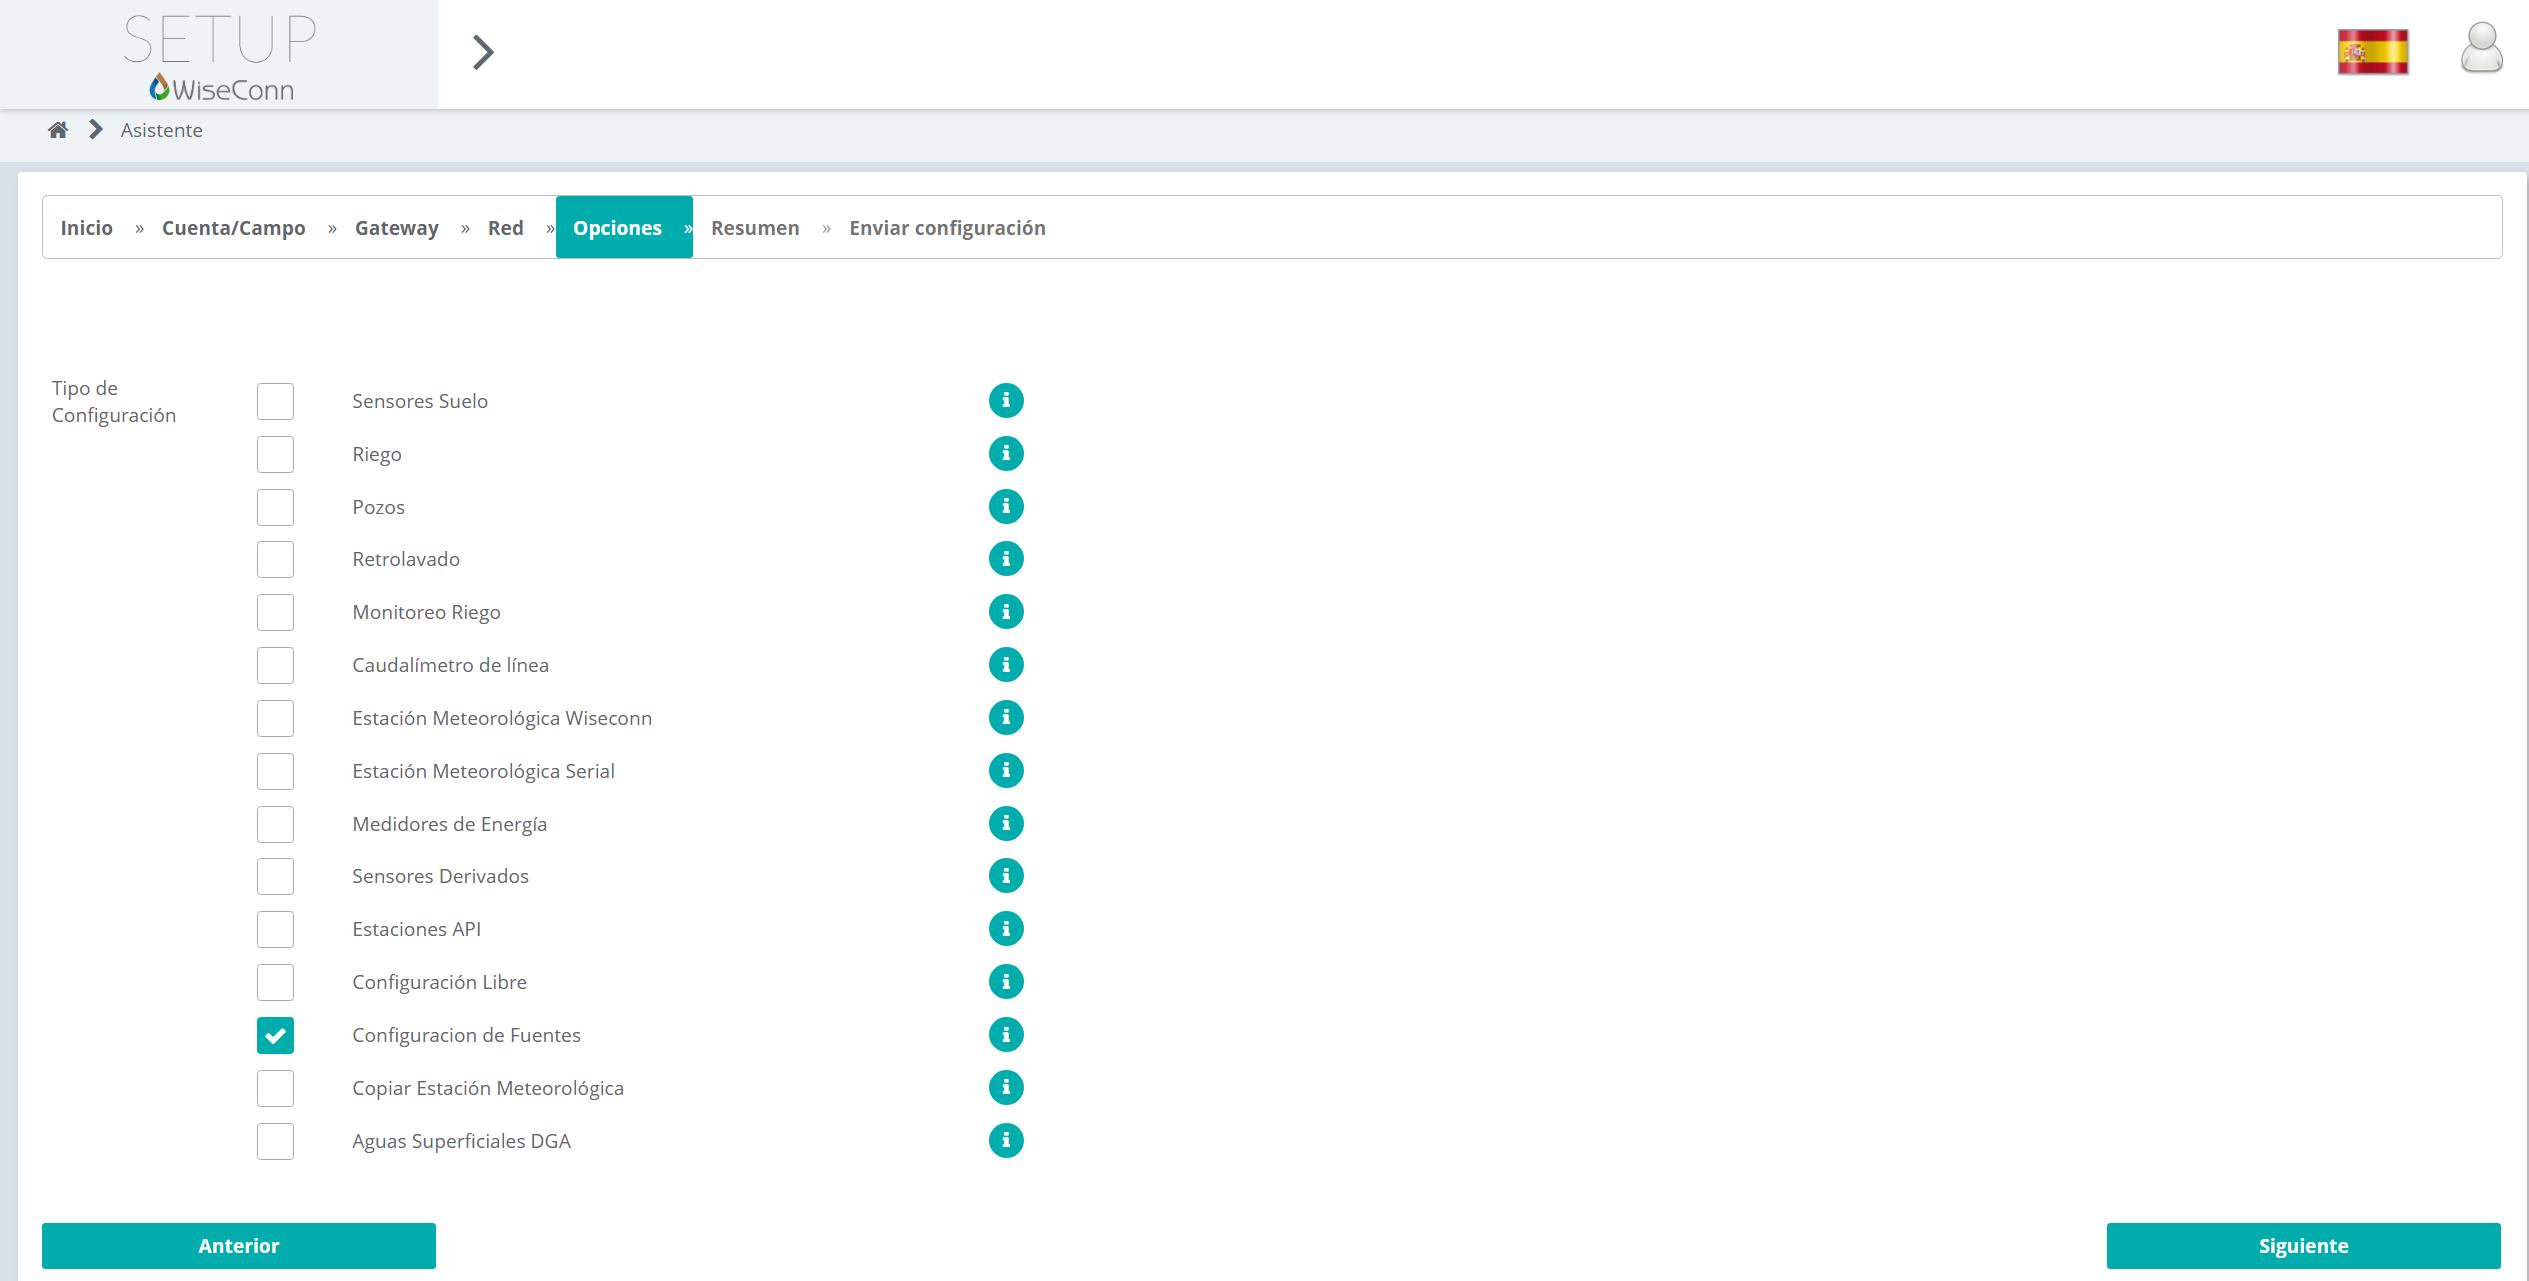 SETUP
WiseConn
Asistente
Inicio » Cuenta/Campo » Gateway » Red » Opciones » Resumen » Enviar configuración
Tipo de
Configuración
Sensores Suelo
Riego
Pozos
Retrolavado
Monitoreo Riego
Caudalímetro de línea
Estación Meteorológica Wiseconn
Estación Meteorológica Serial
Medidores de Energía
Sensores Derivados
Estaciones API
Configuración Libre
Configuracion de Fuentes
Copiar Estación Meteorológica
Aguas Superficiales DGA
Anterior
Siguiente